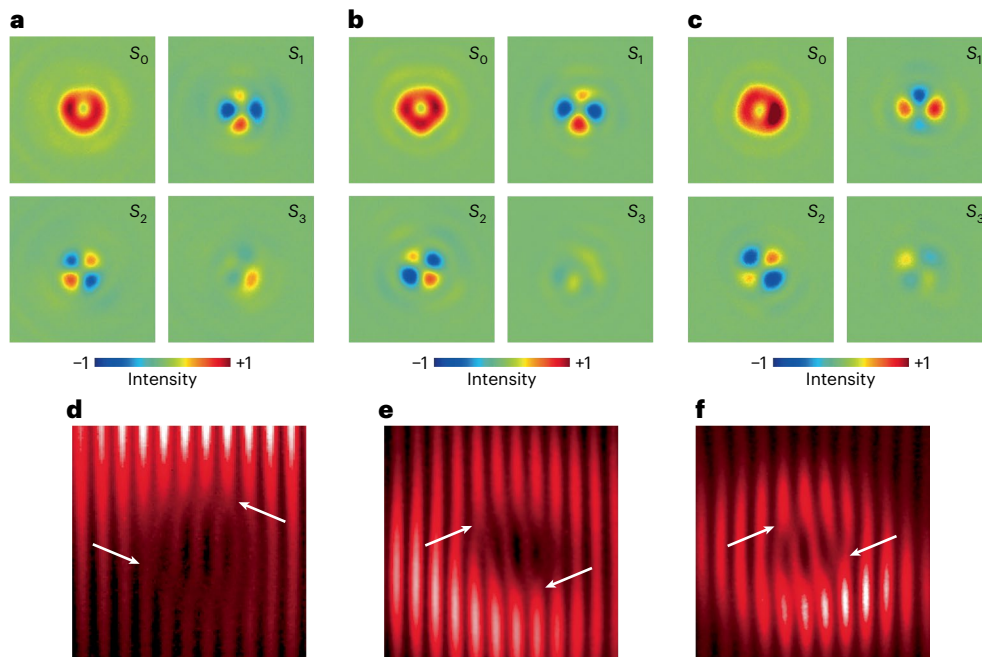 a
b
c
S0
S1
S0
S1
S0
S1
S2
S3
S2
S3
S2
S3
−1 +1
Intensity
−1 +1
Intensity
−1 +1
Intensity
d
e
f